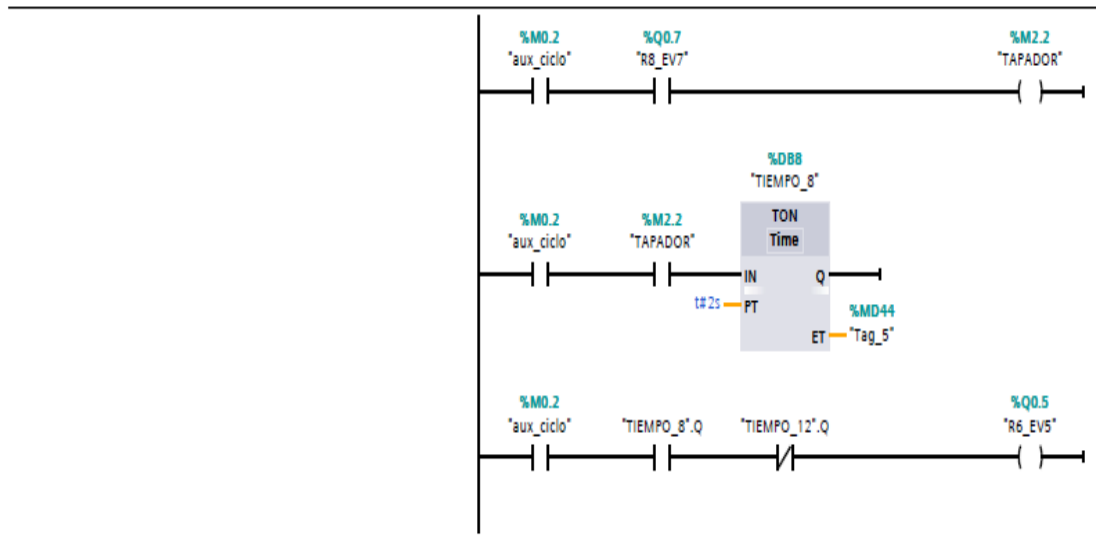 %M0.2 %Q0.7 %M2.2
"aux_ciclo" "R8_EV7" "TAPADOR"
%DB8
"TIEMPO_8"
TON
Time
%M0.2 %M2.2
"aux_ciclo" "TAPADOR"
IN Q
t#2s PT
%MD44
ET "Tag_5"
%M0.2 %Q0.5
"aux_ciclo" "TIEMPO_8".Q "TIEMPO_12".Q "R6_EV5"